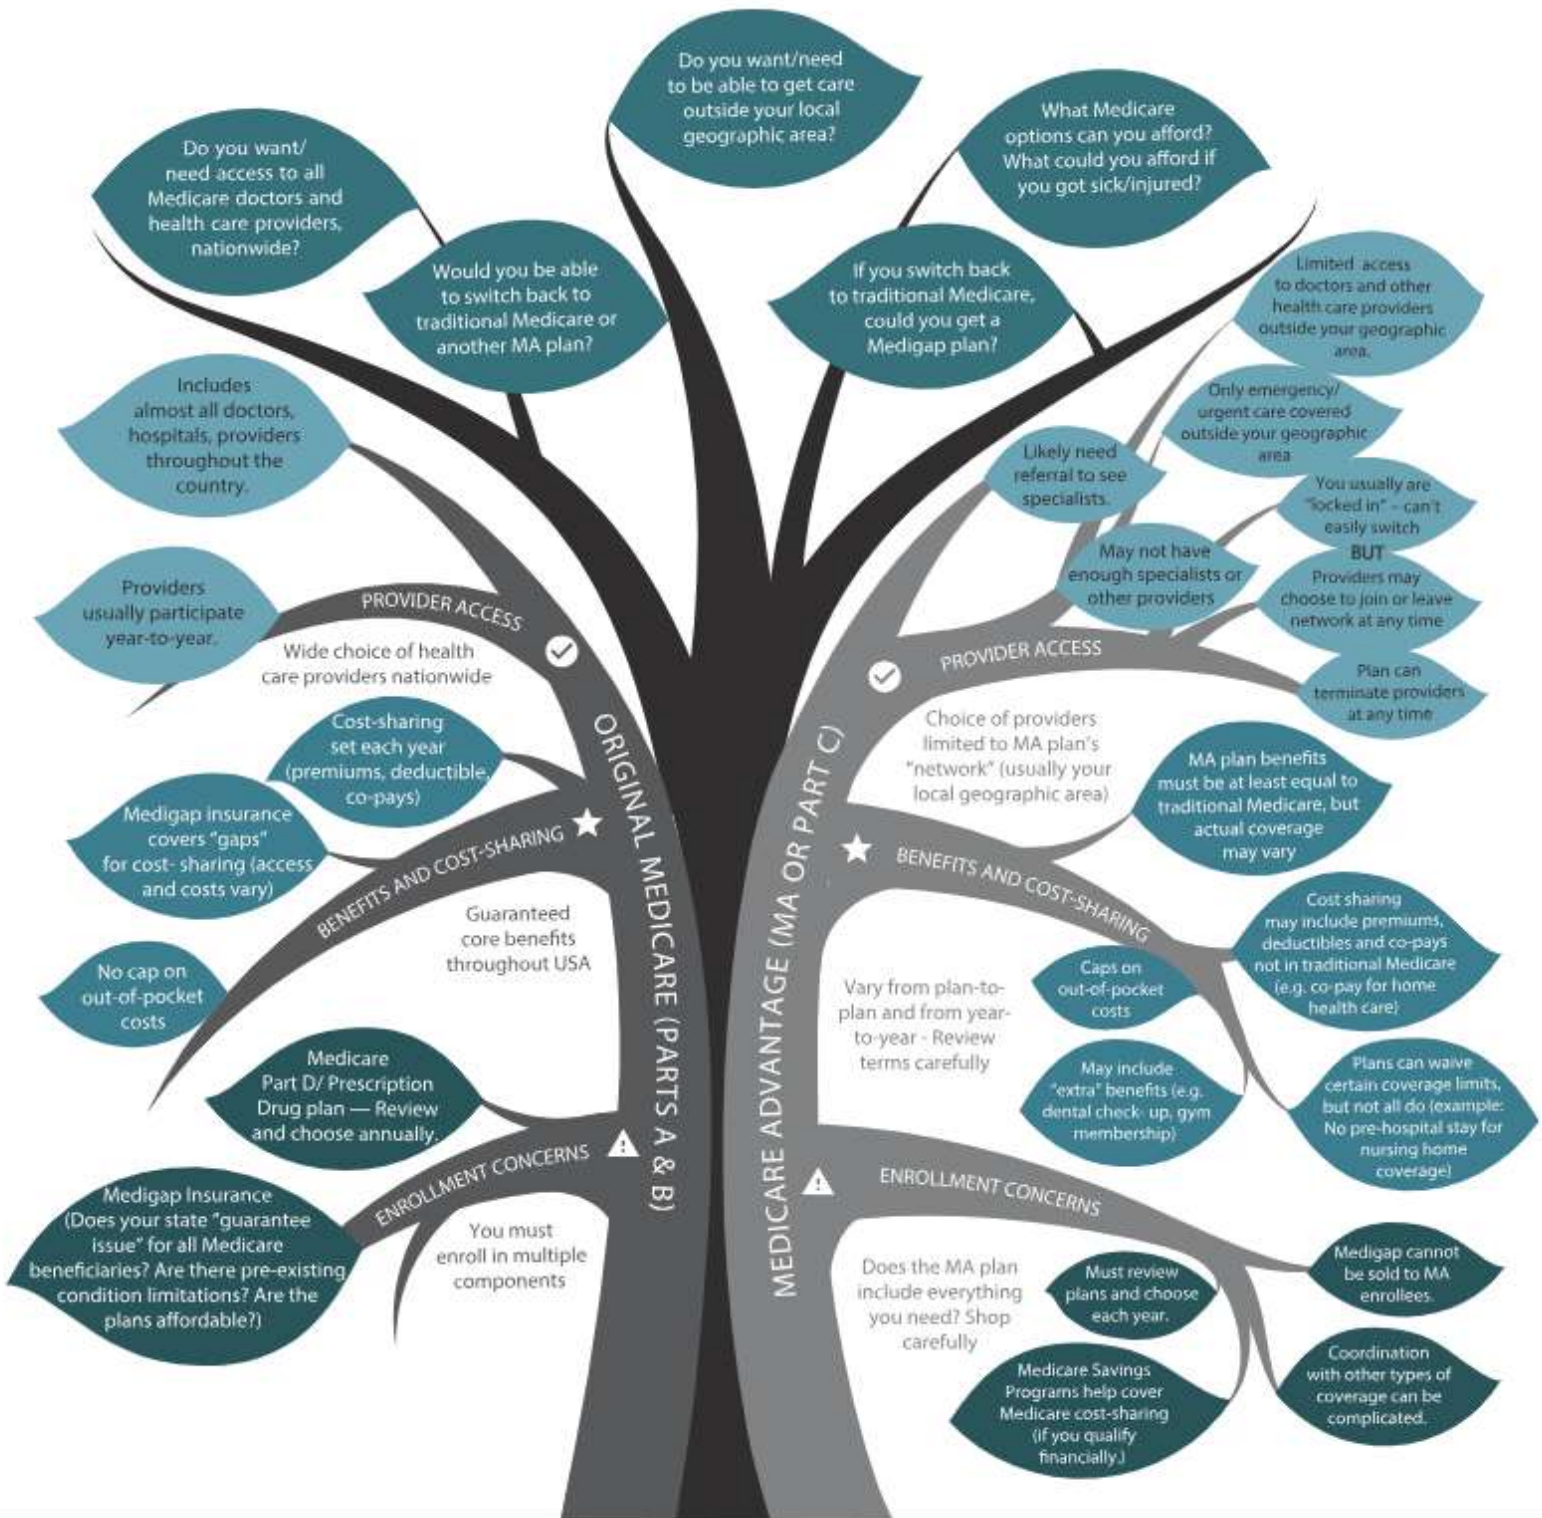 Do you want/need
to be able to get care
outside your local
geographic area?
What Medicare
options can you afford?
What could you afford if
you got sick/injured?
Do you want/
need access to all
Medicare doctors and
health care providers,
nationwide?
Would you be able
to switch back to
traditional Medicare or
another MA plan?
If you switch back
to traditional Medicare,
could you get a
Medigap plan?
Includes
almost all doctors,
hospitals, providers
throughout the
country.
Providers
usually participate
year-to-year.
PROVIDER ACCESS
Wide choice of health
care providers nationwide
Cost-sharing
set each year
(premiums, deductible,
co-pays)
Medigap insurance
covers "gaps"
for cost- sharing (access
and costs vary)
No cap on
out-of-pocket
costs
BENEFITS AND COST-SHARING
Guaranteed
core benefits
throughout USA
Medicare
Part D/ Prescription
Drug plan — Review
and choose annually.
Medigap Insurance
(Does your state "guarantee
issue" for all Medicare
beneficiaries? Are there pre-existing
condition limitations? Are the
plans affordable?)
ENROLLMENT CONCERNS
You must
enroll in multiple
components
ORIGINAL MEDICARE (PARTS A & B)
MEDICARE ADVANTAGE (MA OR PART C)
Limited access
to doctors and other
health care providers
outside your geographic
area.
Only emergency/
urgent care covered
outside your geographic
area
Likely need
referral to see
specialists.
You usually are
"locked in" - can't
easily switch
BUT
Providers may
choose to join or leave
network at any time
May not have
enough specialists or
other providers
Plan can
terminate providers
at any time
PROVIDER ACCESS
Choice of providers
limited to MA plan's
"network" (usually your
local geographic area)
MA plan benefits
must be at least equal to
traditional Medicare, but
actual coverage
may vary
BENEFITS AND COST-SHARING
Cost sharing
may include premiums,
deductibles and co-pays
not in traditional Medicare
(e.g. co-pay for home
health care)
Caps on
out-of-pocket
costs
Vary from plan-to-
plan and from year-
to-year - Review
terms carefully
May include
"extra" benefits (e.g.
dental check- up, gym
membership)
Plans can waive
certain coverage limits,
but not all do (example:
No pre-hospital stay for
nursing home
coverage)
ENROLLMENT CONCERNS
Does the MA plan
include everything
you need? Shop
carefully
Must review
plans and choose
each year.
Medigap cannot
be sold to MA
enrollees.
Medicare Savings
Programs help cover
Medicare cost-sharing
(if you qualify
financially.)
Coordination
with other types of
coverage can be
complicated.